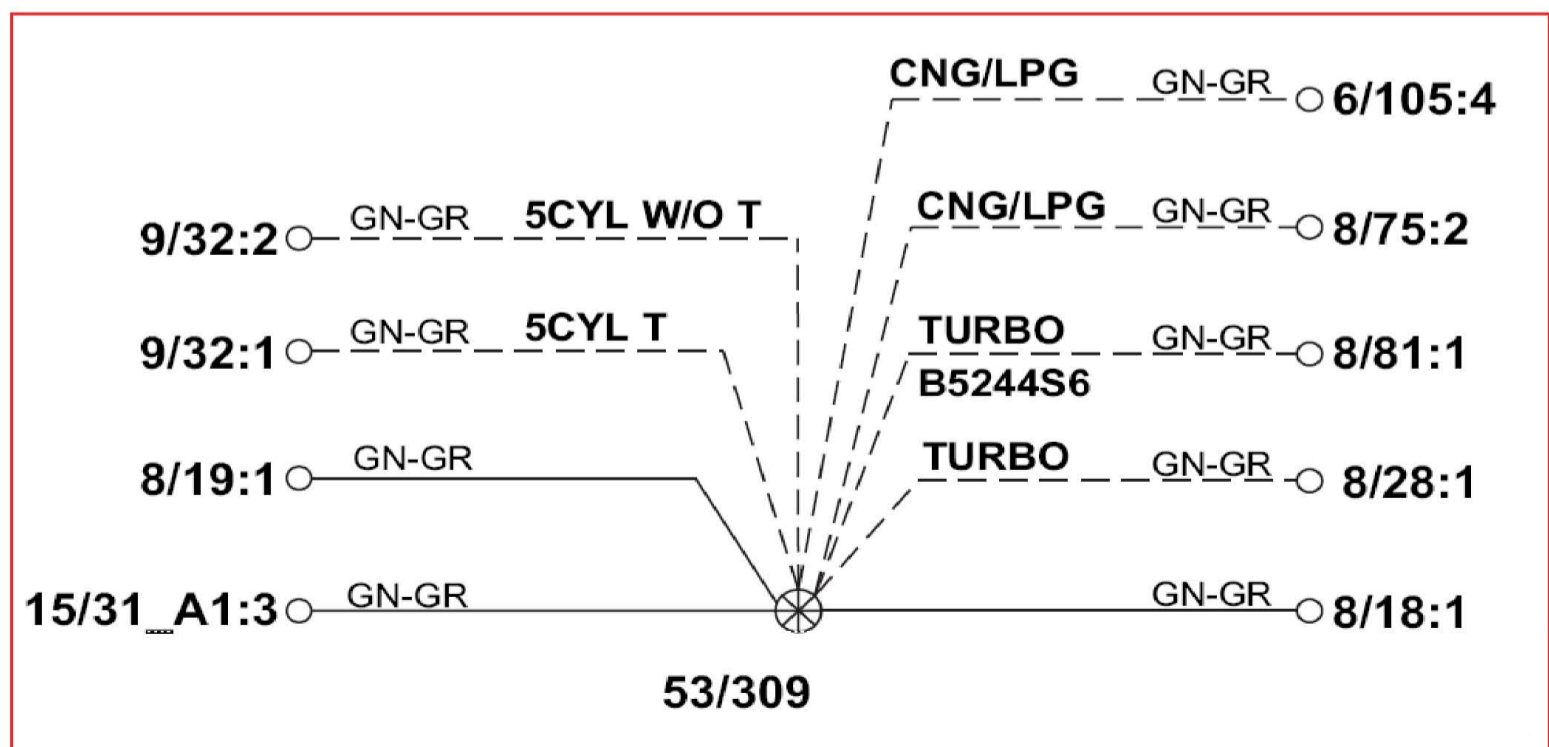 CNG/LPG GN-GR 6/105:4
9/32:2 GN-GR 5CYL W/O T
CNG/LPG GN-GR 8/75:2
9/32:1 GN-GR 5CYL T
TURBO GN-GR 8/81:1
B5244S6
8/19:1 GN-GR
TURBO GN-GR 8/28:1
15/31_A1:3 GN-GR
GN-GR 8/18:1
53/309